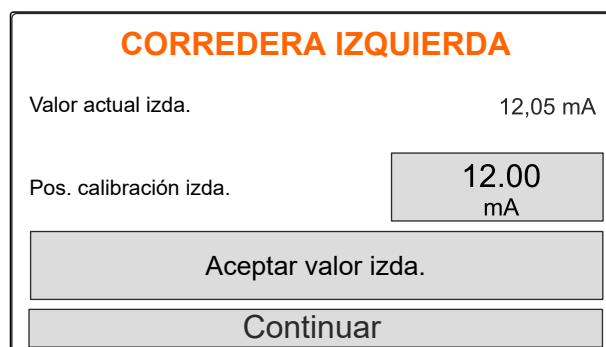 CORREDERA IZQUIERDA
Valor actual izda. 12,05 mA
Pos. calibración izda. 12.00
mA
Aceptar valor izda.
Continuar